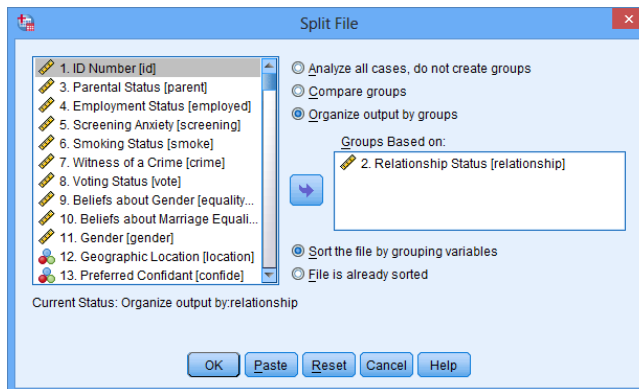 Split File
1. ID Number [id]
3. Parental Status [parent]
4. Employment Status [employed]
5. Screening Anxiety [screening]
6. Smoking Status [smoke]
7. Witness of a Crime [crime]
8. Voting Status [vote]
9. Beliefs about Gender [equality...
10. Beliefs about Marriage Equali...
11. Gender [gender]
12. Geographic Location [location]
13. Preferred Confidant [confide]
Analyze all cases, do not create groups
Compare groups
Organize output by groups
Groups Based on:
2. Relationship Status [relationship]
Sort the file by grouping variables
File is already sorted
Current Status: Organize output by:relationship
OK Paste Reset Cancel Help